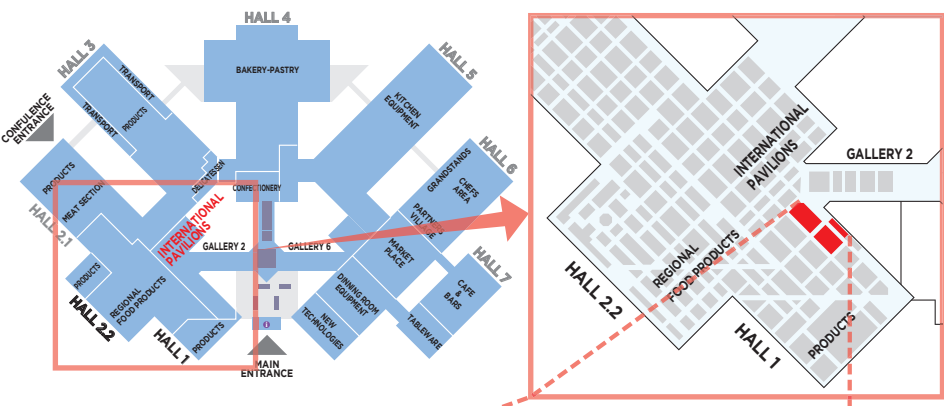 HALL 4
HALL 3
HALL 5
BAKERY-PASTRY
TRANSPORT
PRODUCTS
TRANSPORT
KITCHEN
EQUIPMENT
CONFULENCE
ENTRANCE
DELICATESSEN
CONFECTIONERY
HALL 6
GRANDSTANDS
CHEFS
AREA
PARTNERS
VILLAGE
PRODUCTS
MEAT SECTION
HALL 2.1
INTERNATIONAL
PAVILIONS
GALLERY 2
GALLERY 6
MARKET
PLACE
HALL 7
PRODUCTS
REGIONAL
FOOD PRODUCTS
HALL 2.2
HALL 1
PRODUCTS
DINNING ROOM
EQUIPMENT
NEW
TECHNOLOGIES
CAFE
&
BARS
TABLEWARE
i
MAIN
ENTRANCE
INTERNATIONAL
PAVILIONS
GALLERY 2
REGIONAL
FOOD PRODUCTS
HALL 2.2
HALL 1
PRODUCTS